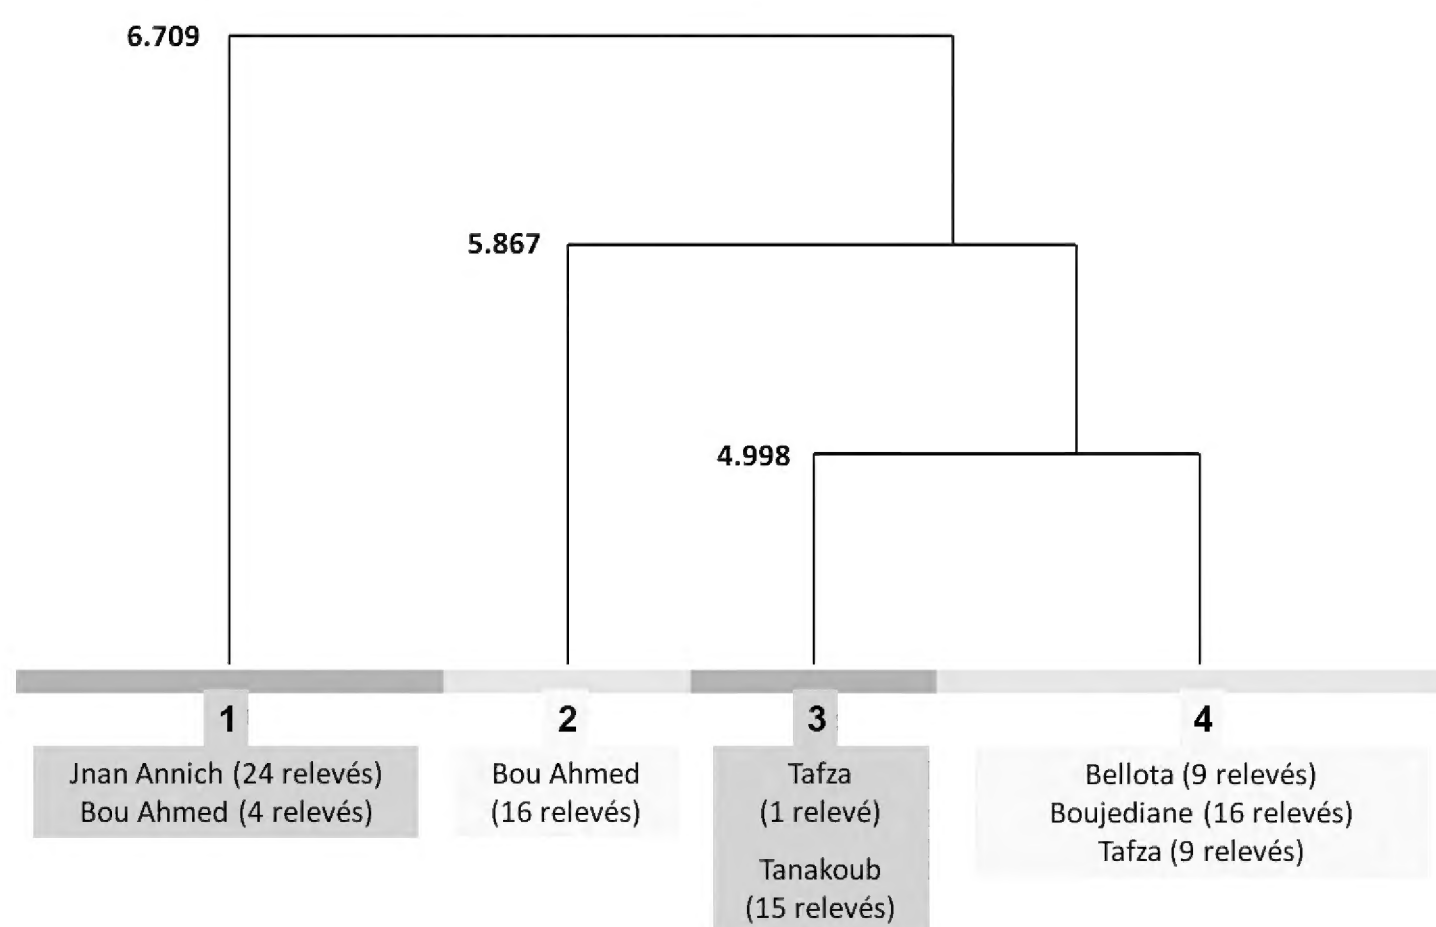 6.709
5.867
4.998
1
Jnan Annich (24 relevés)
Bou Ahmed (4 relevés)
2
Bou Ahmed
(16 relevés)
3
Tafza
(1 relevé)
Tanakoub
(15 relevés)
4
Bellota (9 relevés)
Boujediane (16 relevés)
Tafza (9 relevés)